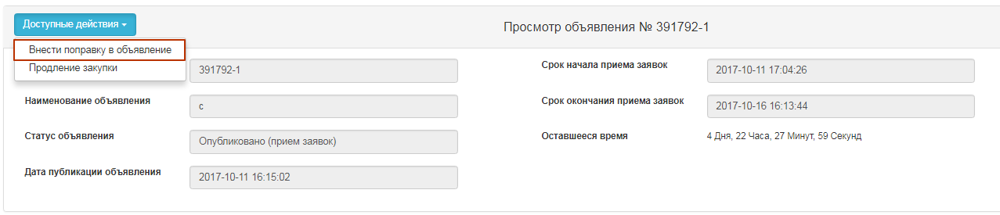 Доступные действия
Просмотр объявления № 391792-1
Внести поправку в объявление
Продление закупки
391792-1
Срок начала приема заявок
2017-10-11 17:04:26
Наименование объявления
с
Срок окончания приема заявок
2017-10-16 16:13:44
Статус объявления
Опубликовано (прием заявок)
Оставшееся время
4 Дня, 22 Часа, 27 Минут, 59 Секунд
Дата публикации объявления
2017-10-11 16:15:02